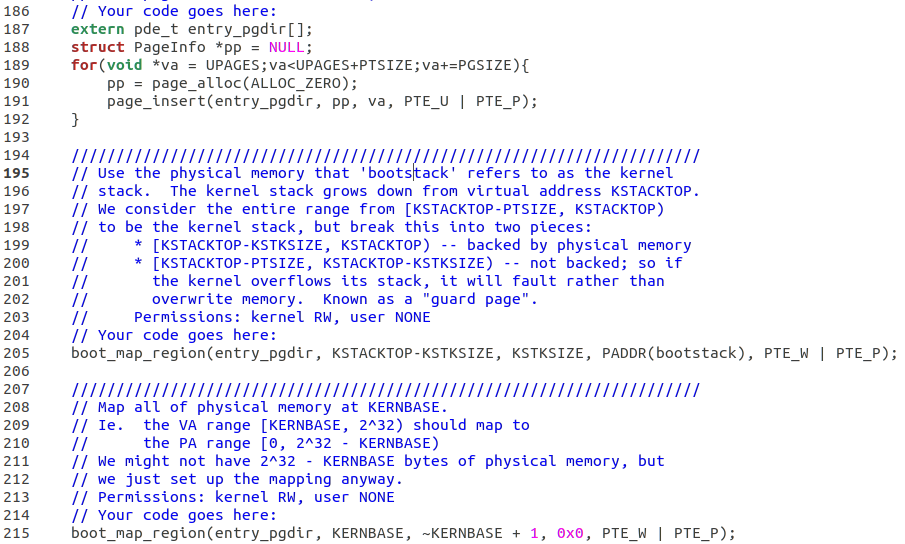 186 // Your code goes here:
187 extern pde_t entry_pgdir[];
188 struct PageInfo *pp = NULL;
189 for(void *va = UPAGES;va<UPAGES+PTSIZE;va+=PGSIZE){
190     pp = page_alloc(ALLOC_ZERO);
191     page_insert(entry_pgdir, pp, va, PTE_U | PTE_P);
192 }
193
194 //////////////////////////////////////////////////////////////////////
195 // Use the physical memory that 'bootstack' refers to as the kernel
196 // stack.  The kernel stack grows down from virtual address KSTACKTOP.
197 // We consider the entire range from [KSTACKTOP-PTSIZE, KSTACKTOP)
198 // to be the kernel stack, but break this into two pieces:
199 //     * [KSTACKTOP-KSTKSIZE, KSTACKTOP) -- backed by physical memory
200 //     * [KSTACKTOP-PTSIZE, KSTACKTOP-KSTKSIZE) -- not backed; so if
201 //       the kernel overflows its stack, it will fault rather than
202 //       overwrite memory.  Known as a "guard page".
203 //     Permissions: kernel RW, user NONE
204 // Your code goes here:
205 boot_map_region(entry_pgdir, KSTACKTOP-KSTKSIZE, KSTKSIZE, PADDR(bootstack), PTE_W | PTE_P);
206
207 //////////////////////////////////////////////////////////////////////
208 // Map all of physical memory at KERNBASE.
209 // Ie.  the VA range [KERNBASE, 2^32) should map to
210 //      the PA range [0, 2^32 - KERNBASE)
211 // We might not have 2^32 - KERNBASE bytes of physical memory, but
212 // we just set up the mapping anyway.
213 // Permissions: kernel RW, user NONE
214 // Your code goes here:
215 boot_map_region(entry_pgdir, KERNBASE, ~KERNBASE + 1, 0x0, PTE_W | PTE_P);